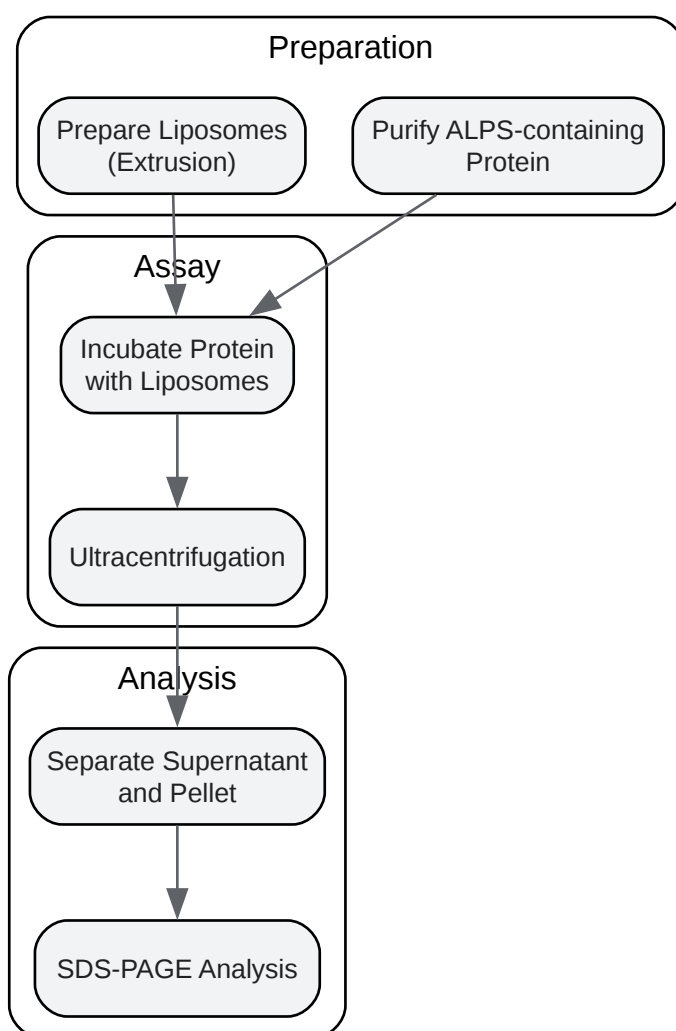 Preparation
Prepare Liposomes
(Extrusion)
Purify ALPS-containing
Protein
Assay
Incubate Protein
with Liposomes
Ultracentrifugation
Analysis
Separate Supernatant
and Pellet
SDS-PAGE Analysis